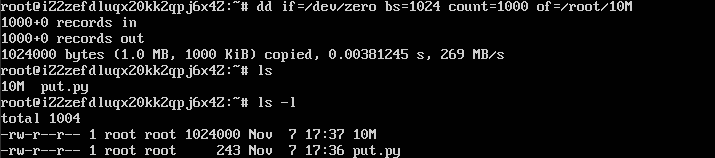 root@iZ2zefdluqx20kk2qpj6x4Z:~# dd if=/dev/zero bs=1024 count=1000 of=/root/10M
1000+0 records in
1000+0 records out
1024000 bytes (1.0 MB, 1000 KiB) copied, 0.00381245 s, 269 MB/s
root@iZ2zefdluqx20kk2qpj6x4Z:~# ls
10M  put.py
root@iZ2zefdluqx20kk2qpj6x4Z:~# ls -l
total 1004
-rw-r--r-- 1 root root 1024000 Nov  7 17:37 10M
-rw-r--r-- 1 root root     243 Nov  7 17:36 put.py